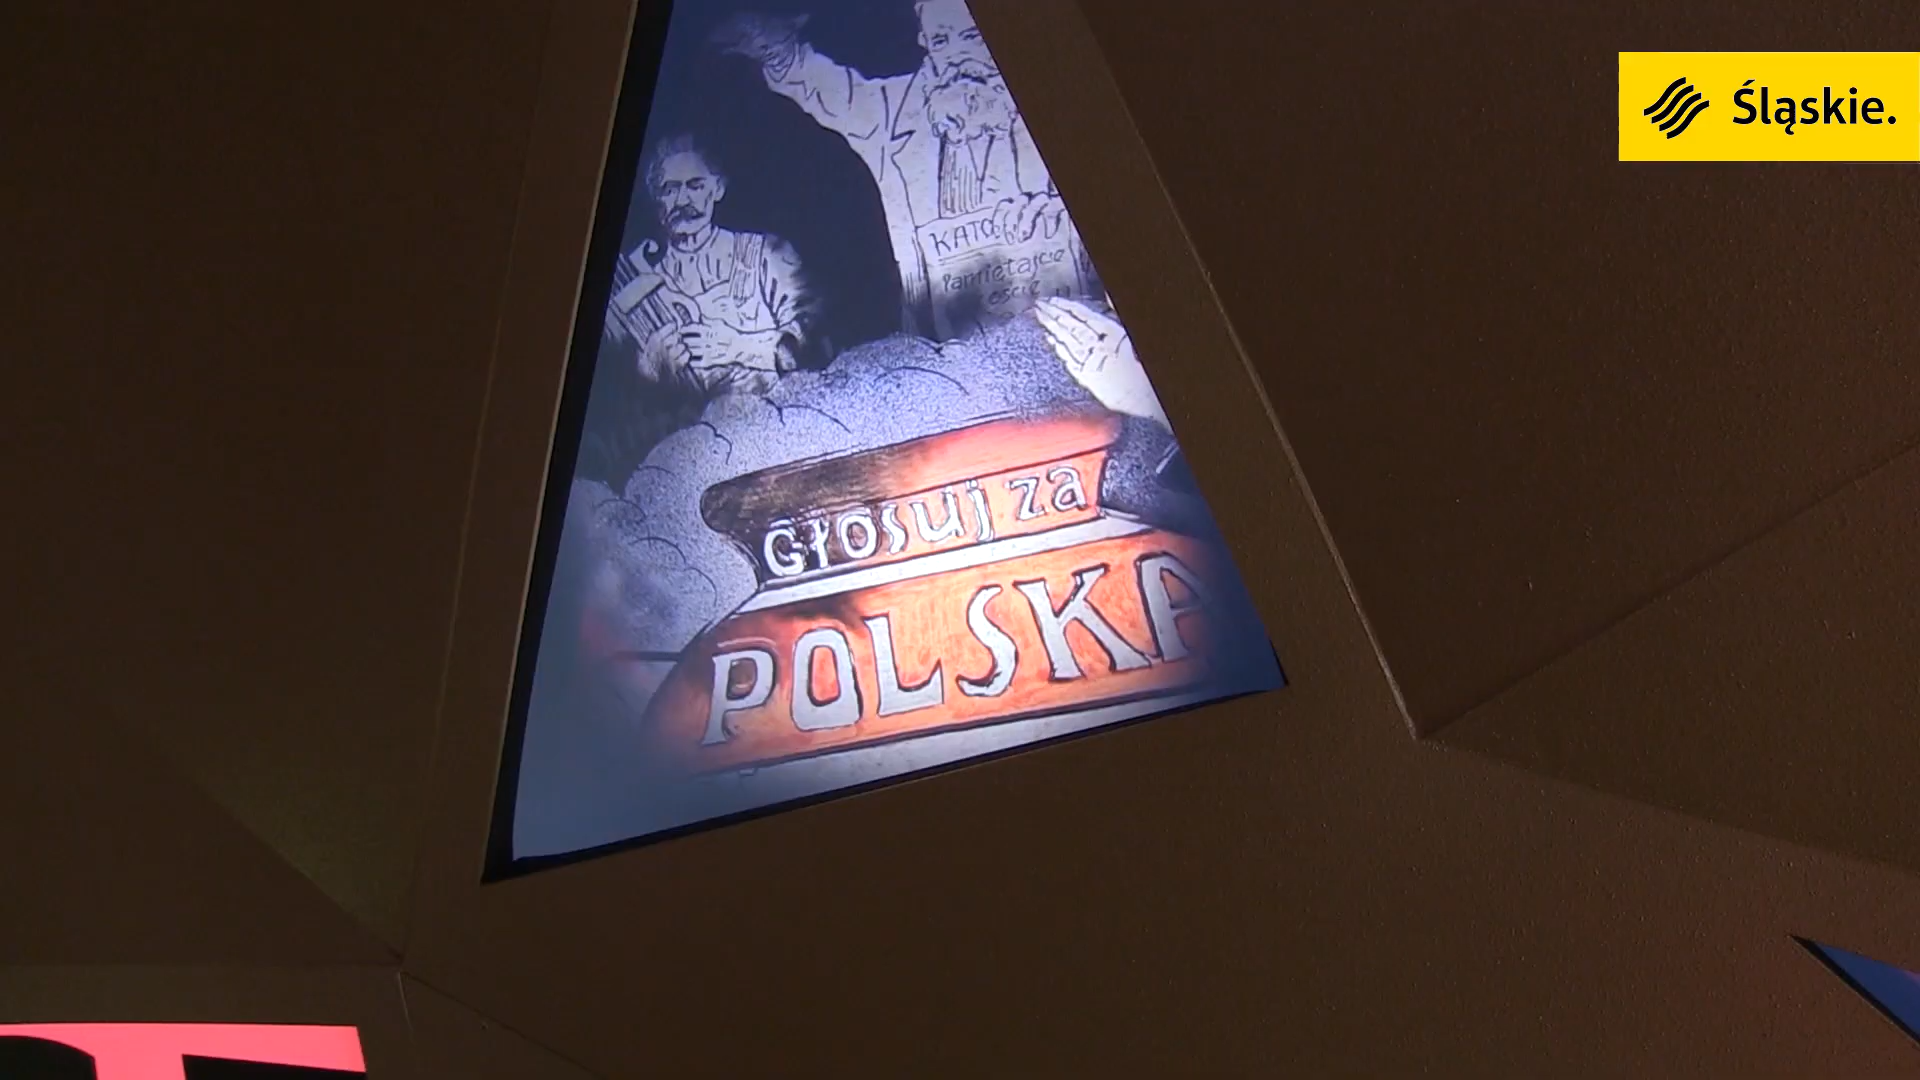 Śląskie.
KATO
Pamiętajcie
Głosuj za
POLSKA